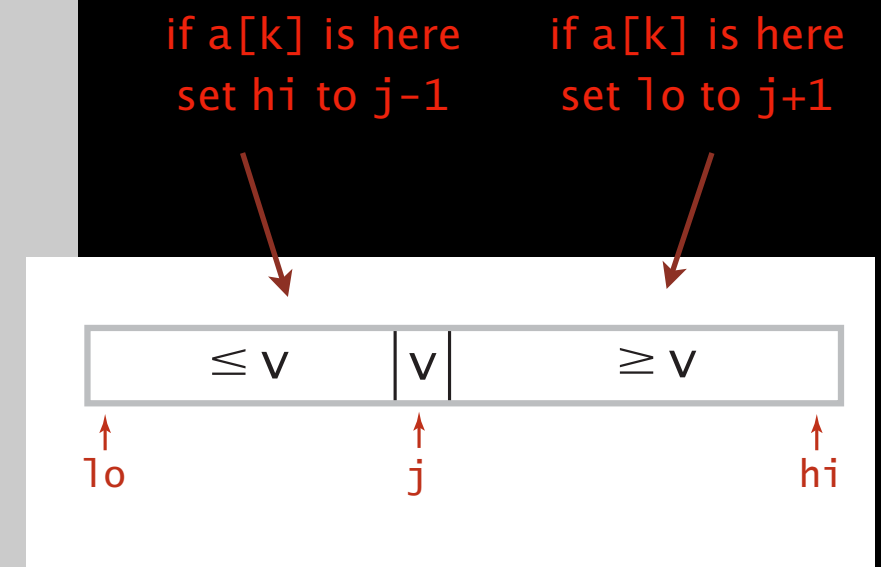 if a[k] is here
set hi to j-1
if a[k] is here
set lo to j+1
≤ v
v
≥ v
lo
j
hi